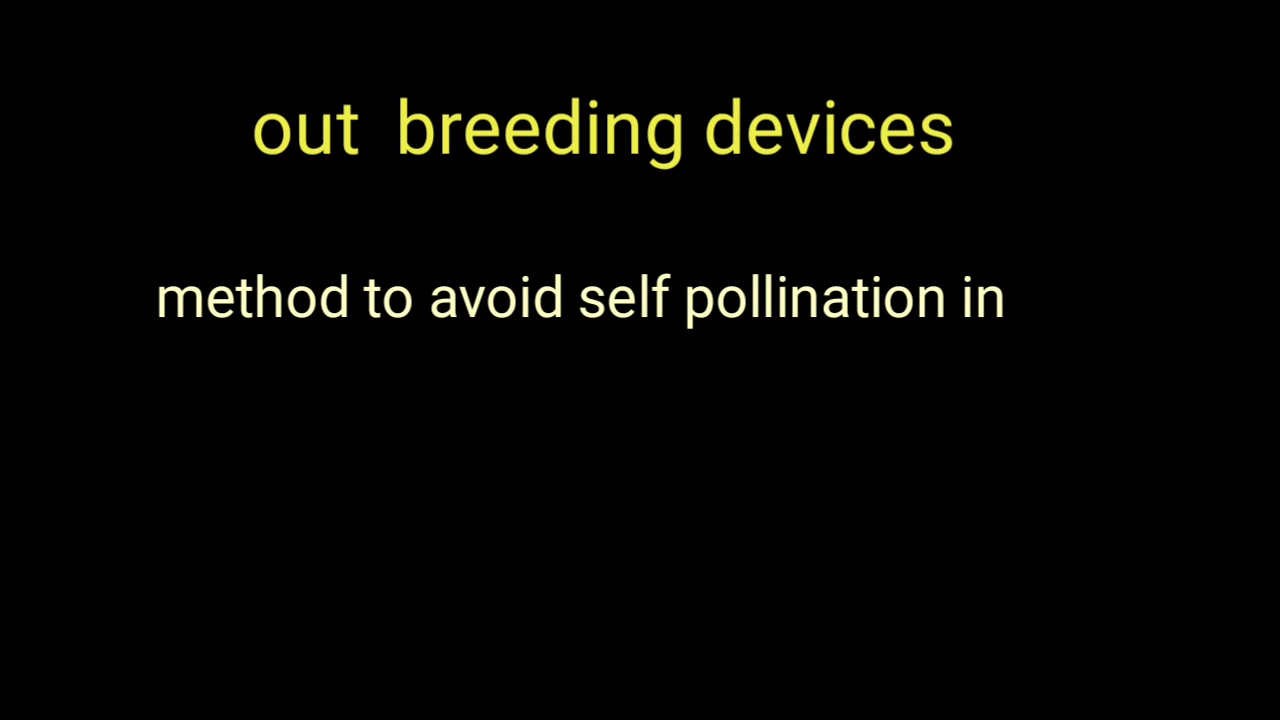 out  breeding devices
method to avoid self pollination in